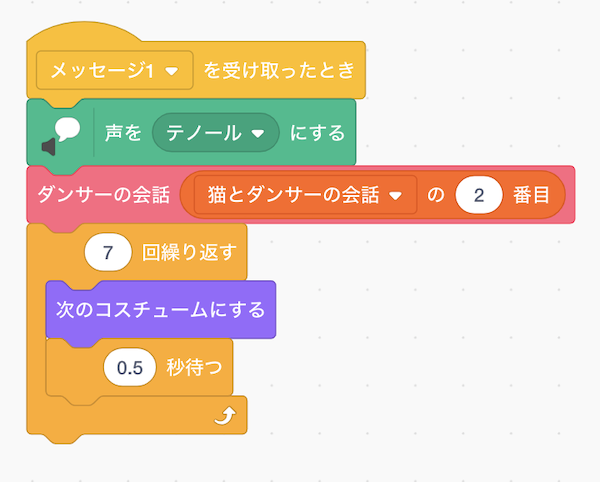 メッセージ1 を受け取ったとき
声を テノール にする
ダンサーの会話 猫とダンサーの会話 の 2 番目
7 回繰り返す
次のコスチュームにする
0.5 秒待つ